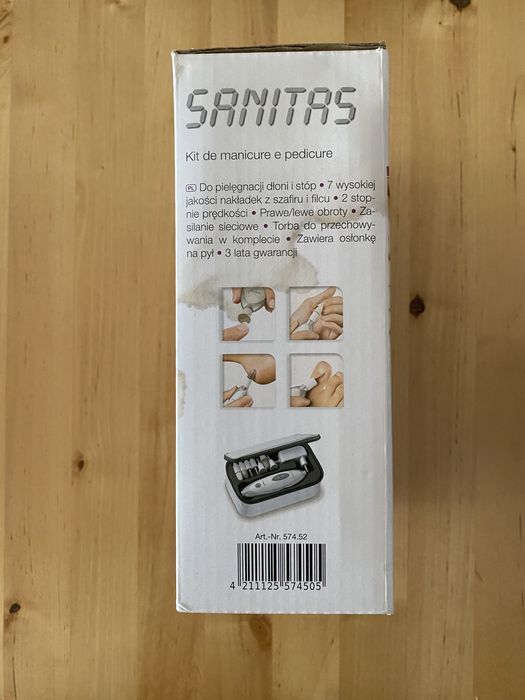 SANITAS
Kit de manicure e pedicure
PL Do pielęgnacji dłoni i stóp • 7 wysokiej
jakości nakładek z szafiru i filcu • 2 stop-
nie prędkości • Prawe/lewe obroty • Za-
silanie sieciowe • Torba do przechowy-
wania w komplecie • Zawiera osłonkę
na pył • 3 lata gwarancji
Art.-Nr. 574.52
4 211125 574505